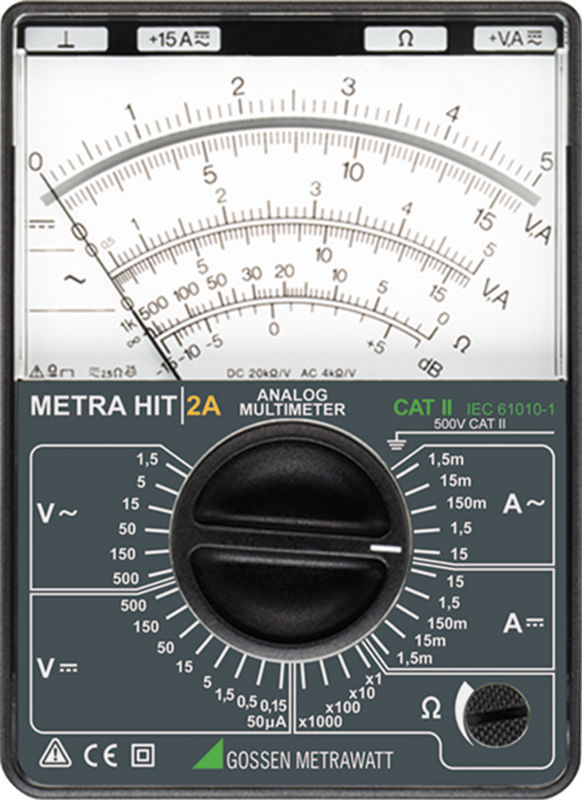 ⊥ +15 A⎓~ Ω +V,A⎓~
0 1 2 3 4 5
5 10 15 V,A
0,5 1 2 3 4 5
5 10 15 V,A
∞ 1k 500 100 50 30 20 10 5 0 Ω
-15 -10 -5 0 +5 dB
DC 20kΩ/V AC 4kΩ/V
METRA HIT 2A ANALOG MULTIMETER CAT II IEC 61010-1
500V CAT II
V~
1,5
5
15
50
150
500
V⎓
500
150
50
15
5
1,5
0,5
0,15
50µA
A~
1,5m
15m
150m
1,5
15
A⎓
15
1,5
150m
15m
1,5m
Ω
x1
x10
x100
x1000
CE
GOSSEN METRAWATT